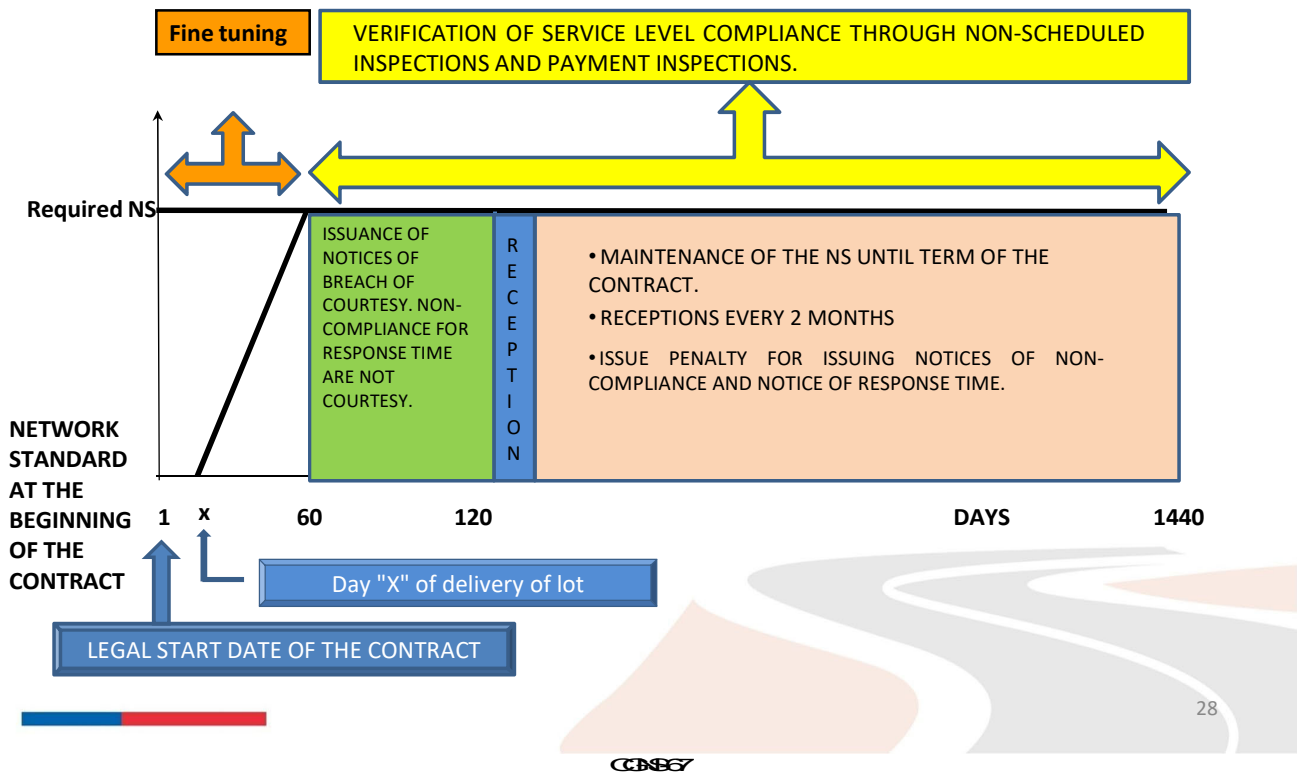 Fine tuning
VERIFICATION OF SERVICE LEVEL COMPLIANCE THROUGH NON-SCHEDULED
INSPECTIONS AND PAYMENT INSPECTIONS.
Required NS
ISSUANCE OF
NOTICES OF
BREACH OF
COURTESY. NON-
COMPLIANCE FOR
RESPONSE TIME
ARE NOT
COURTESY.
R
E
C
E
P
T
I
O
N
• MAINTENANCE OF THE NS UNTIL TERM OF THE
CONTRACT.
• RECEPTIONS EVERY 2 MONTHS
• ISSUE PENALTY FOR ISSUING NOTICES OF NON-
COMPLIANCE AND NOTICE OF RESPONSE TIME.
NETWORK
STANDARD
AT THE
BEGINNING
OF THE
CONTRACT
1 x 60 120 DAYS 1440
Day "X" of delivery of lot
LEGAL START DATE OF THE CONTRACT
28